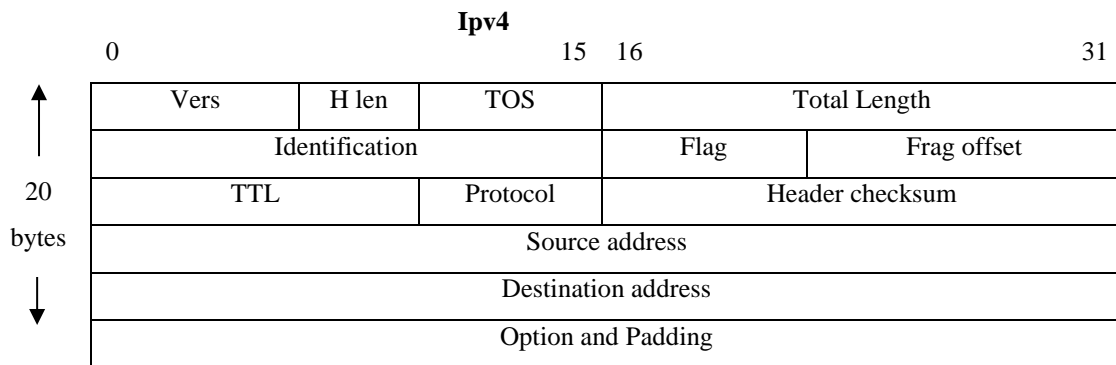 Ipv4
0 15 16 31
Vers H len TOS Total Length
Identification Flag Frag offset
20 TTL Protocol Header checksum
bytes Source address
Destination address
Option and Padding